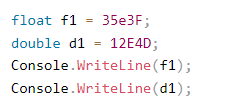 float f1 = 35e3F;
double d1 = 12E4D;
Console.WriteLine(f1);
Console.WriteLine(d1);